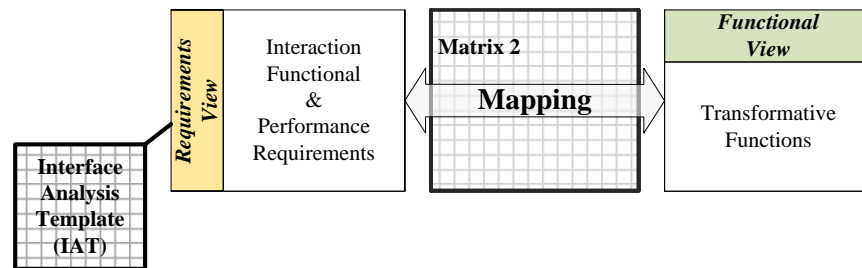 Interface
Analysis
Template
(IAT)
Requirements
View
Interaction
Functional
&
Performance
Requirements
Matrix 2
Mapping
Functional
View
Transformative
Functions